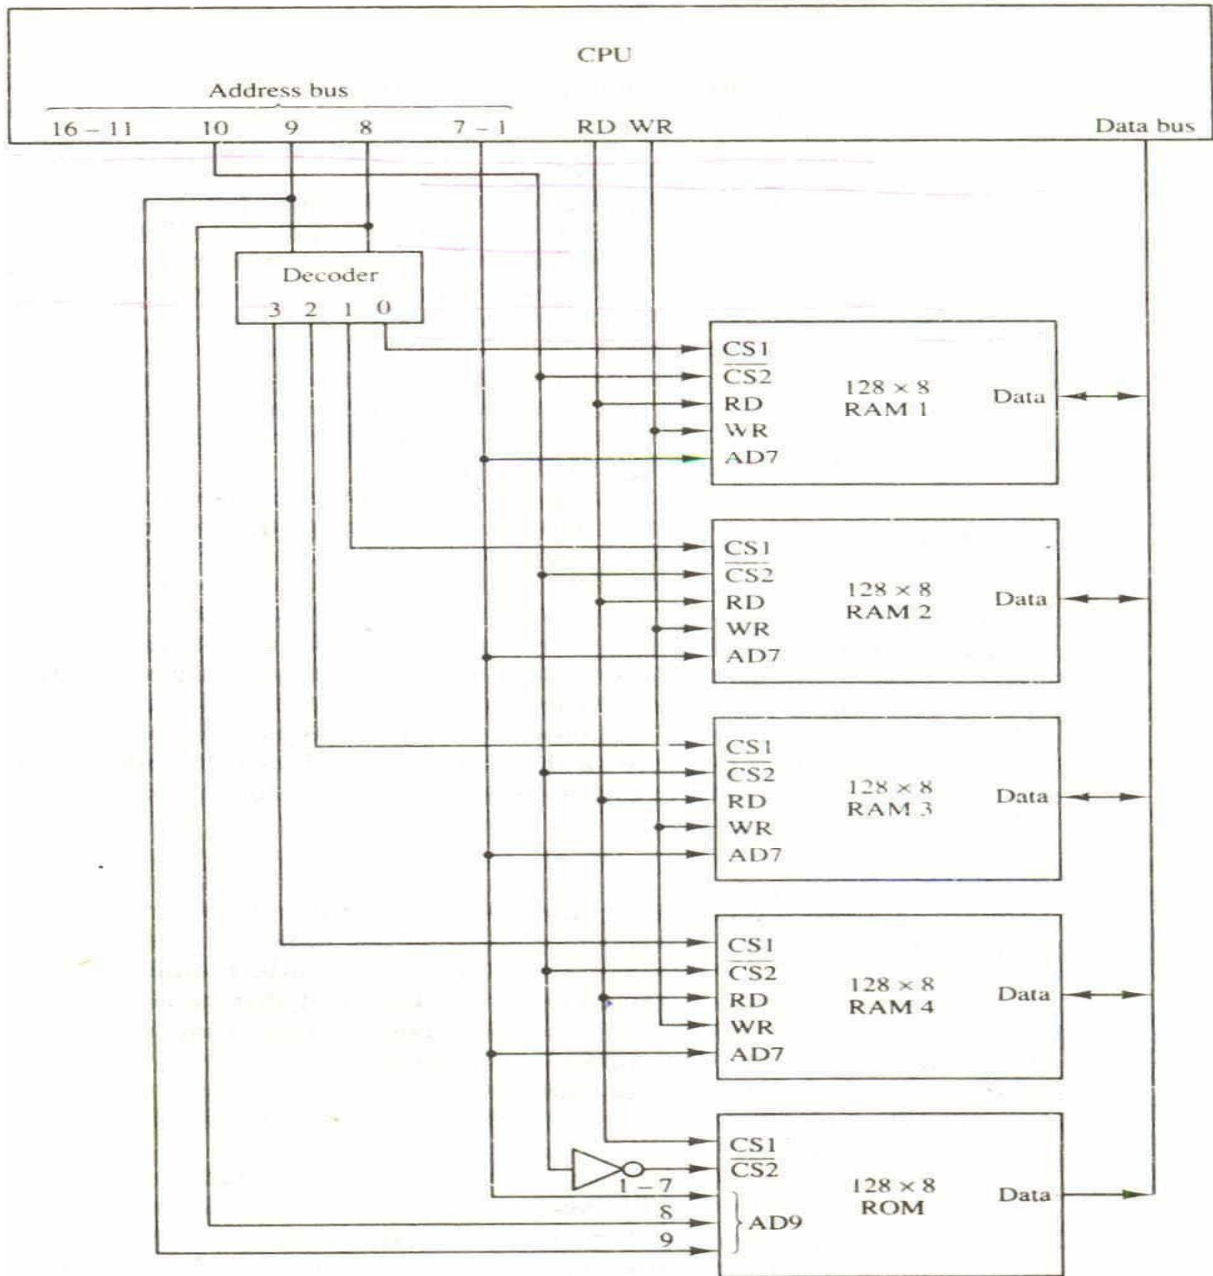 CPU
Address bus
16 – 11 10 9 8 7 – 1 RD WR Data bus
Decoder
3 2 1 0
CS1
CS2
RD
WR
AD7
128 × 8
RAM 1
Data
CS1
CS2
RD
WR
AD7
128 × 8
RAM 2
Data
CS1
CS2
RD
WR
AD7
128 × 8
RAM 3
Data
CS1
CS2
RD
WR
AD7
128 × 8
RAM 4
Data
CS1
CS2
1 – 7
8
9
AD9
128 × 8
ROM
Data